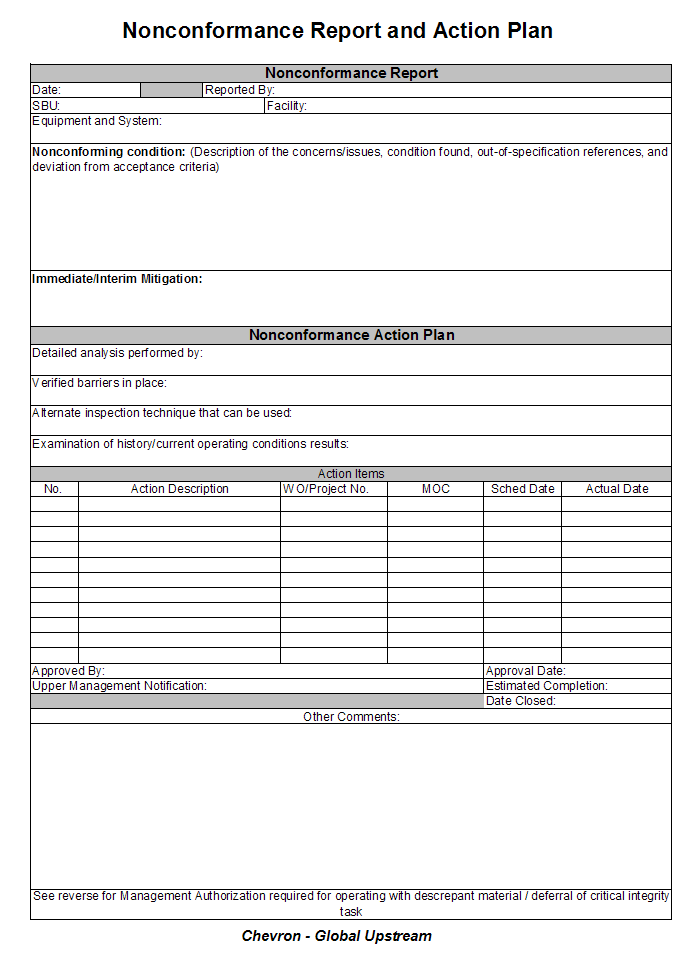 Nonconformance Report and Action Plan
Nonconformance Report
Date: Reported By:
SBU: Facility:
Equipment and System:
Nonconforming condition: (Description of the concerns/issues, condition found, out-of-specification references, and
deviation from acceptance criteria)
Immediate/Interim Mitigation:
Nonconformance Action Plan
Detailed analysis performed by:
Verified barriers in place:
Alternate inspection technique that can be used:
Examination of history/current operating conditions results:
Action Items
No. Action Description WO/Project No. MOC Sched Date Actual Date
Approved By: Approval Date:
Upper Management Notification: Estimated Completion:
Date Closed:
Other Comments:
See reverse for Management Authorization required for operating with descrepant material / deferral of critical integrity
task
Chevron - Global Upstream